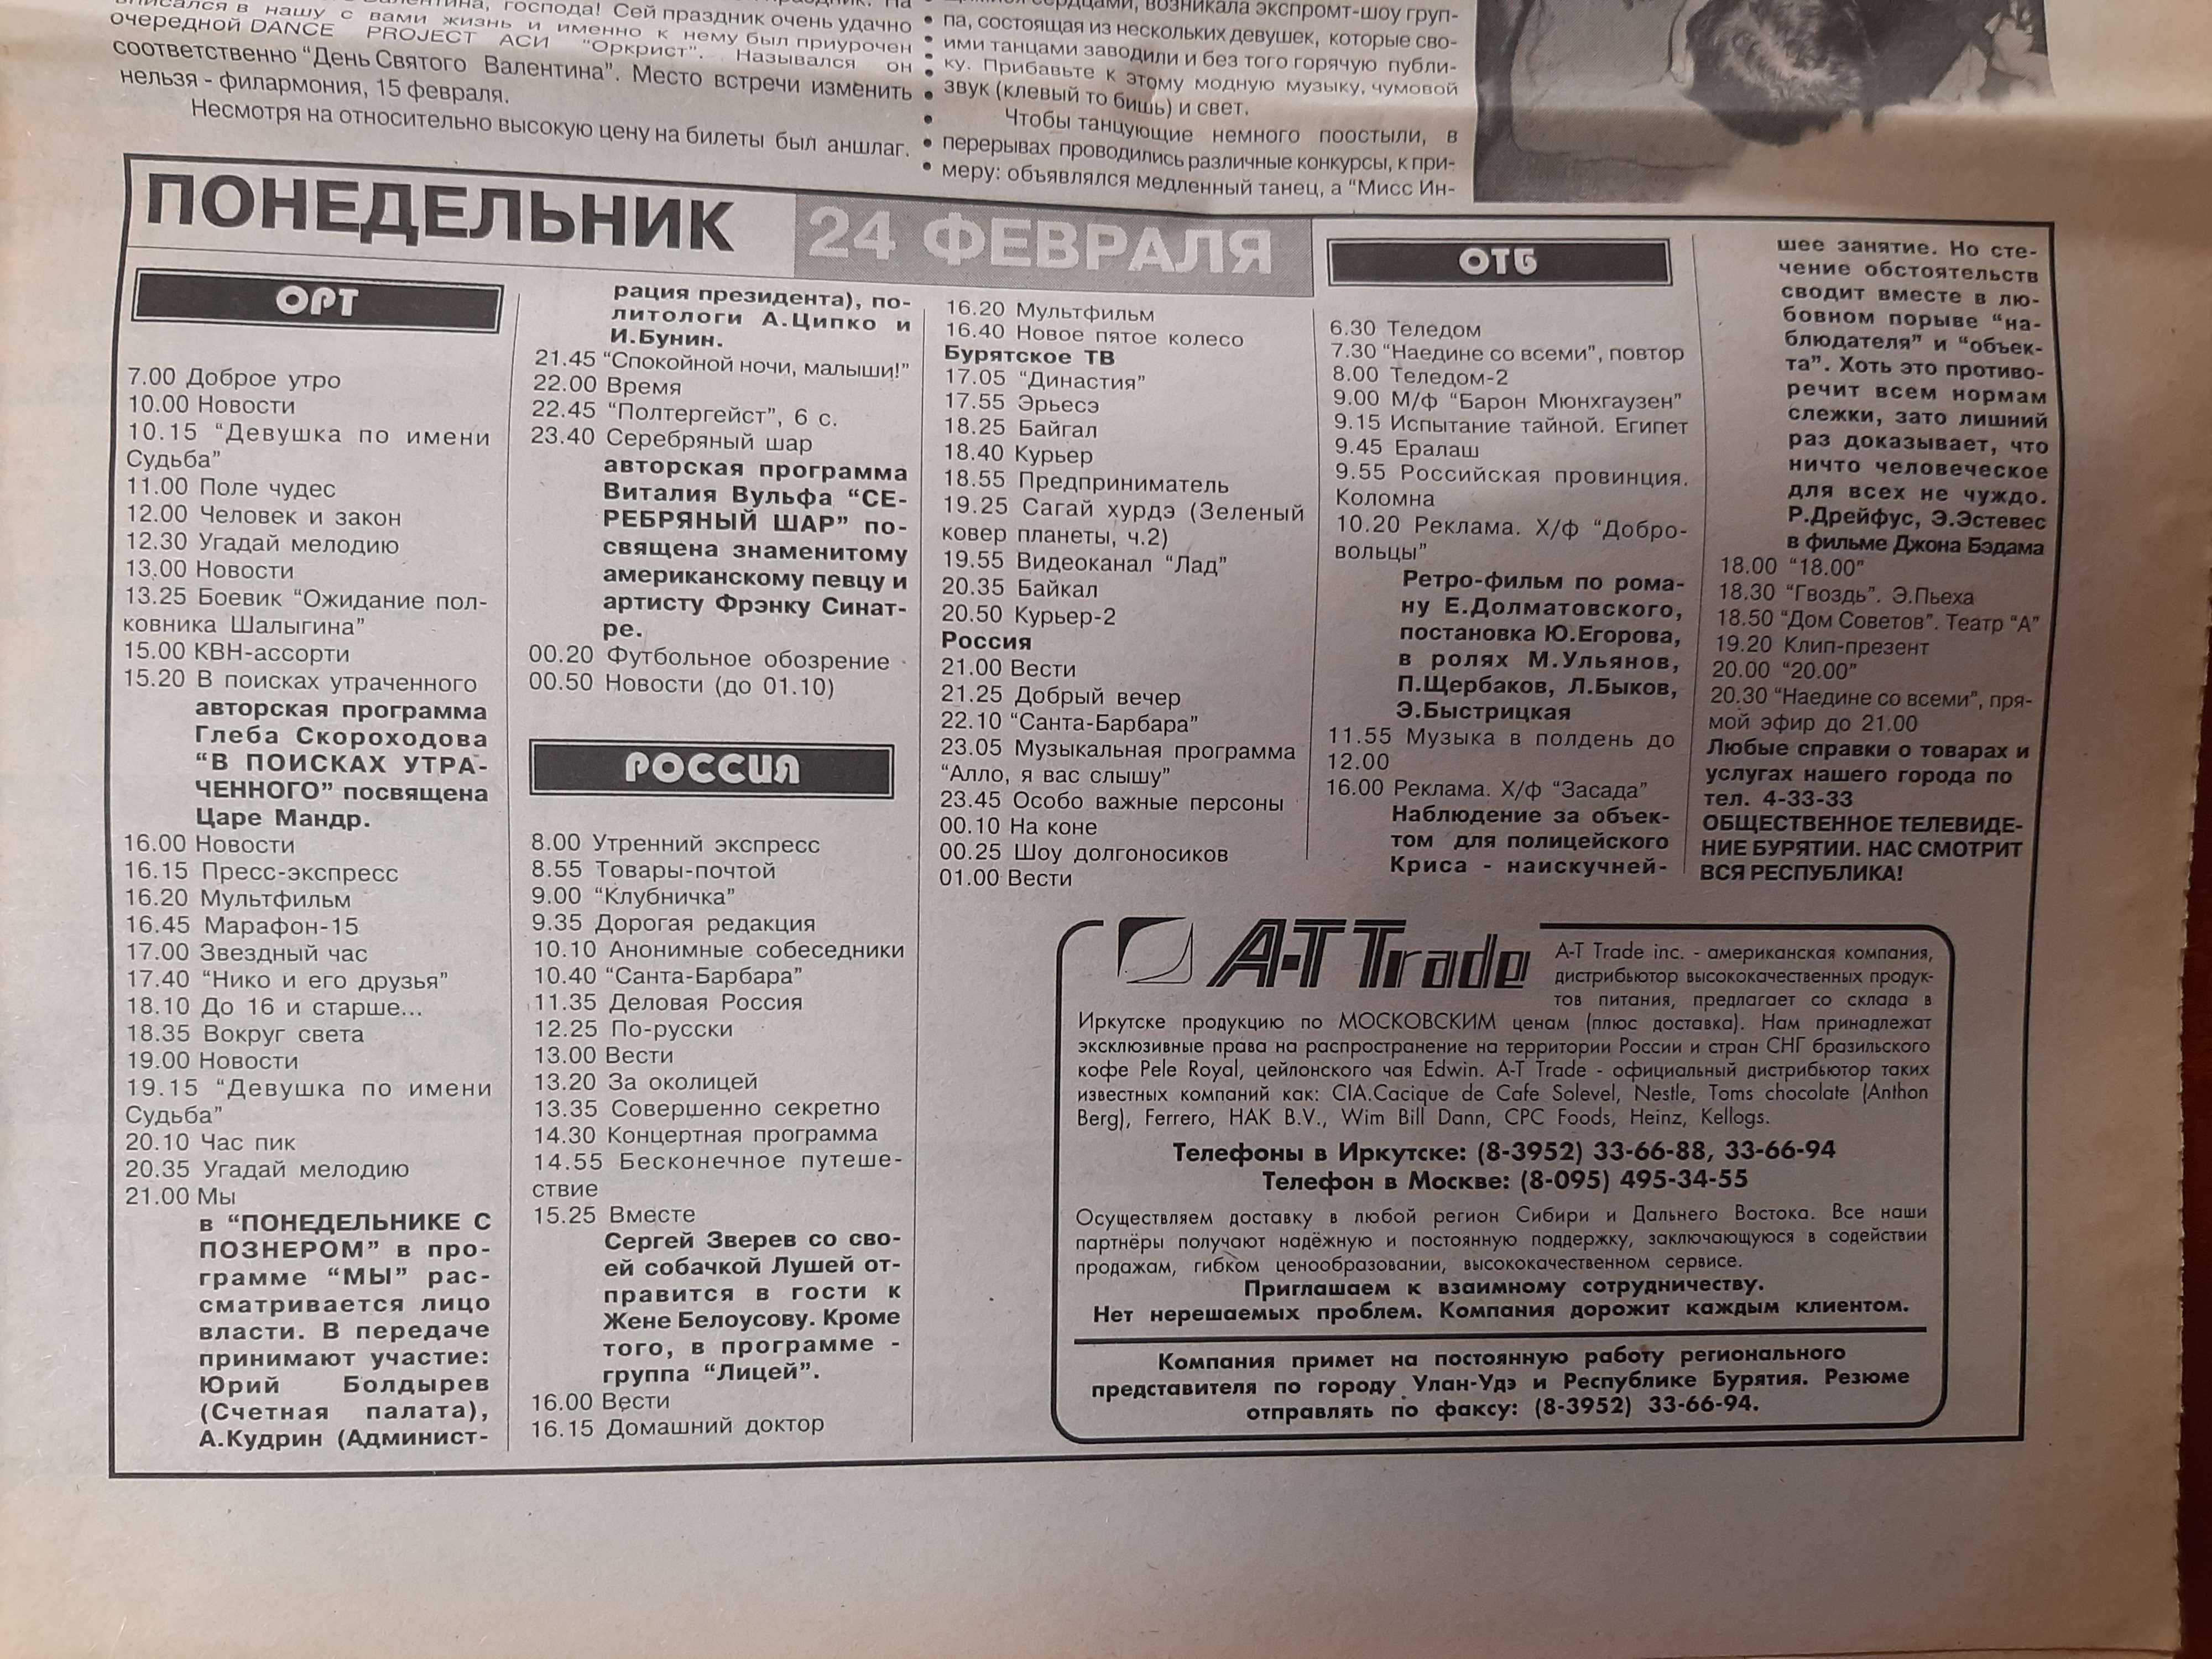 вписался в нашу с вами жизнь и именно к нему был приурочен
очередной DANCE PROJECT АСИ "Оркрист". Назывался он
соответственно "День Святого Валентина". Место встречи изменить
нельзя - филармония, 15 февраля.
Несмотря на относительно высокую цену на билеты был аншлаг.
возникала экспромт-шоу груп-
па, состоящая из нескольких девушек, которые сво-
ими танцами заводили и без того горячую публи-
ку. Прибавьте к этому модную музыку, чумовой
звук (клевый то бишь) и свет.
Чтобы танцующие немного поостыли, в
перерывах проводились различные конкурсы, к при-
меру: объявлялся медленный танец, а "Мисс Ин-
ПОНЕДЕЛЬНИК 24 ФЕВРАЛЯ
ОРТ
7.00 Доброе утро
10.00 Новости
10.15 "Девушка по имени
Судьба"
11.00 Поле чудес
12.00 Человек и закон
12.30 Угадай мелодию
13.00 Новости
13.25 Боевик "Ожидание пол-
ковника Шалыгина"
15.00 КВН-ассорти
15.20 В поисках утраченного
авторская программа
Глеба Скороходова
"В ПОИСКАХ УТРА-
ЧЕННОГО" посвящена
Царе Мандр.
16.00 Новости
16.15 Пресс-экспресс
16.20 Мультфильм
16.45 Марафон-15
17.00 Звездный час
17.40 "Нико и его друзья"
18.10 До 16 и старше...
18.35 Вокруг света
19.00 Новости
19.15 "Девушка по имени
Судьба"
20.10 Час пик
20.35 Угадай мелодию
21.00 Мы
в "ПОНЕДЕЛЬНИКЕ С
ПОЗНЕРОМ" в про-
грамме "МЫ" рас-
сматривается лицо
власти. В передаче
принимают участие:
Юрий Болдырев
(Счетная палата),
А.Кудрин (Админист-
рация президента), по-
литологи А.Ципко и
И.Бунин.
21.45 "Спокойной ночи, малыши!"
22.00 Время
22.45 "Полтергейст", 6 с.
23.40 Серебряный шар
авторская программа
Виталия Вульфа "СЕ-
РЕБРЯНЫЙ ШАР" по-
священа знаменитому
американскому певцу и
артисту Фрэнку Синат-
ре.
00.20 Футбольное обозрение
00.50 Новости (до 01.10)
РОССИЯ
8.00 Утренний экспресс
8.55 Товары-почтой
9.00 "Клубничка"
9.35 Дорогая редакция
10.10 Анонимные собеседники
10.40 "Санта-Барбара"
11.35 Деловая Россия
12.25 По-русски
13.00 Вести
13.20 За околицей
13.35 Совершенно секретно
14.30 Концертная программа
14.55 Бесконечное путеше-
ствие
15.25 Вместе
Сергей Зверев со сво-
ей собачкой Лушей от-
правится в гости к
Жене Белоусову. Кроме
того, в программе -
группа "Лицей".
16.00 Вести
16.15 Домашний доктор
16.20 Мультфильм
16.40 Новое пятое колесо
Бурятское ТВ
17.05 "Династия"
17.55 Эрьесэ
18.25 Байгал
18.40 Курьер
18.55 Предприниматель
19.25 Сагай хурдэ (Зеленый
ковер планеты, ч.2)
19.55 Видеоканал "Лад"
20.35 Байкал
20.50 Курьер-2
Россия
21.00 Вести
21.25 Добрый вечер
22.10 "Санта-Барбара"
23.05 Музыкальная программа
"Алло, я вас слышу"
23.45 Особо важные персоны
00.10 На коне
00.25 Шоу долгоносиков
01.00 Вести
ОТБ
6.30 Теледом
7.30 "Наедине со всеми", повтор
8.00 Теледом-2
9.00 М/ф "Барон Мюнхгаузен"
9.15 Испытание тайной. Египет
9.45 Ералаш
9.55 Российская провинция.
Коломна
10.20 Реклама. Х/ф "Добро-
вольцы"
Ретро-фильм по рома-
ну Е.Долматовского,
постановка Ю.Егорова,
в ролях М.Ульянов,
П.Щербаков, Л.Быков,
Э.Быстрицкая
11.55 Музыка в полдень до
12.00
16.00 Реклама. Х/ф "Засада"
Наблюдение за объек-
том для полицейского
Криса - наискучней-
шее занятие. Но сте-
чение обстоятельств
сводит вместе в лю-
бовном порыве "на-
блюдателя" и "объек-
та". Хоть это противо-
речит всем нормам
слежки, зато лишний
раз доказывает, что
ничто человеческое
для всех не чуждо.
Р.Дрейфус, Э.Эстевес
в фильме Джона Бэдама
18.00 "18.00"
18.30 "Гвоздь". Э.Пьеха
18.50 "Дом Советов". Театр "А"
19.20 Клип-презент
20.00 "20.00"
20.30 "Наедине со всеми", пря-
мой эфир до 21.00
Любые справки о товарах и
услугах нашего города по
тел. 4-33-33
ОБЩЕСТВЕННОЕ ТЕЛЕВИДЕ-
НИЕ БУРЯТИИ. НАС СМОТРИТ
ВСЯ РЕСПУБЛИКА!
A-T Trade
A-T Trade inc. - американская компания,
дистрибьютор высококачественных продук-
тов питания, предлагает со склада в
Иркутске продукцию по МОСКОВСКИМ ценам (плюс доставка). Нам принадлежат
эксклюзивные права на распространение на территории России и стран СНГ бразильского
кофе Pele Royal, цейлонского чая Edwin. A-T Trade - официальный дистрибьютор таких
известных компаний как: CIA.Cacique de Cafe Solevel, Nestle, Toms chocolate (Anthon
Berg), Ferrero, HAK B.V., Wim Bill Dann, CPC Foods, Heinz, Kellogs.
Телефоны в Иркутске: (8-3952) 33-66-88, 33-66-94
Телефон в Москве: (8-095) 495-34-55
Осуществляем доставку в любой регион Сибири и Дальнего Востока. Все наши
партнёры получают надёжную и постоянную поддержку, заключающуюся в содействии
продажам, гибком ценообразовании, высококачественном сервисе.
Приглашаем к взаимному сотрудничеству.
Нет нерешаемых проблем. Компания дорожит каждым клиентом.
Компания примет на постоянную работу регионального
представителя по городу Улан-Удэ и Республике Бурятия. Резюме
отправлять по факсу: (8-3952) 33-66-94.